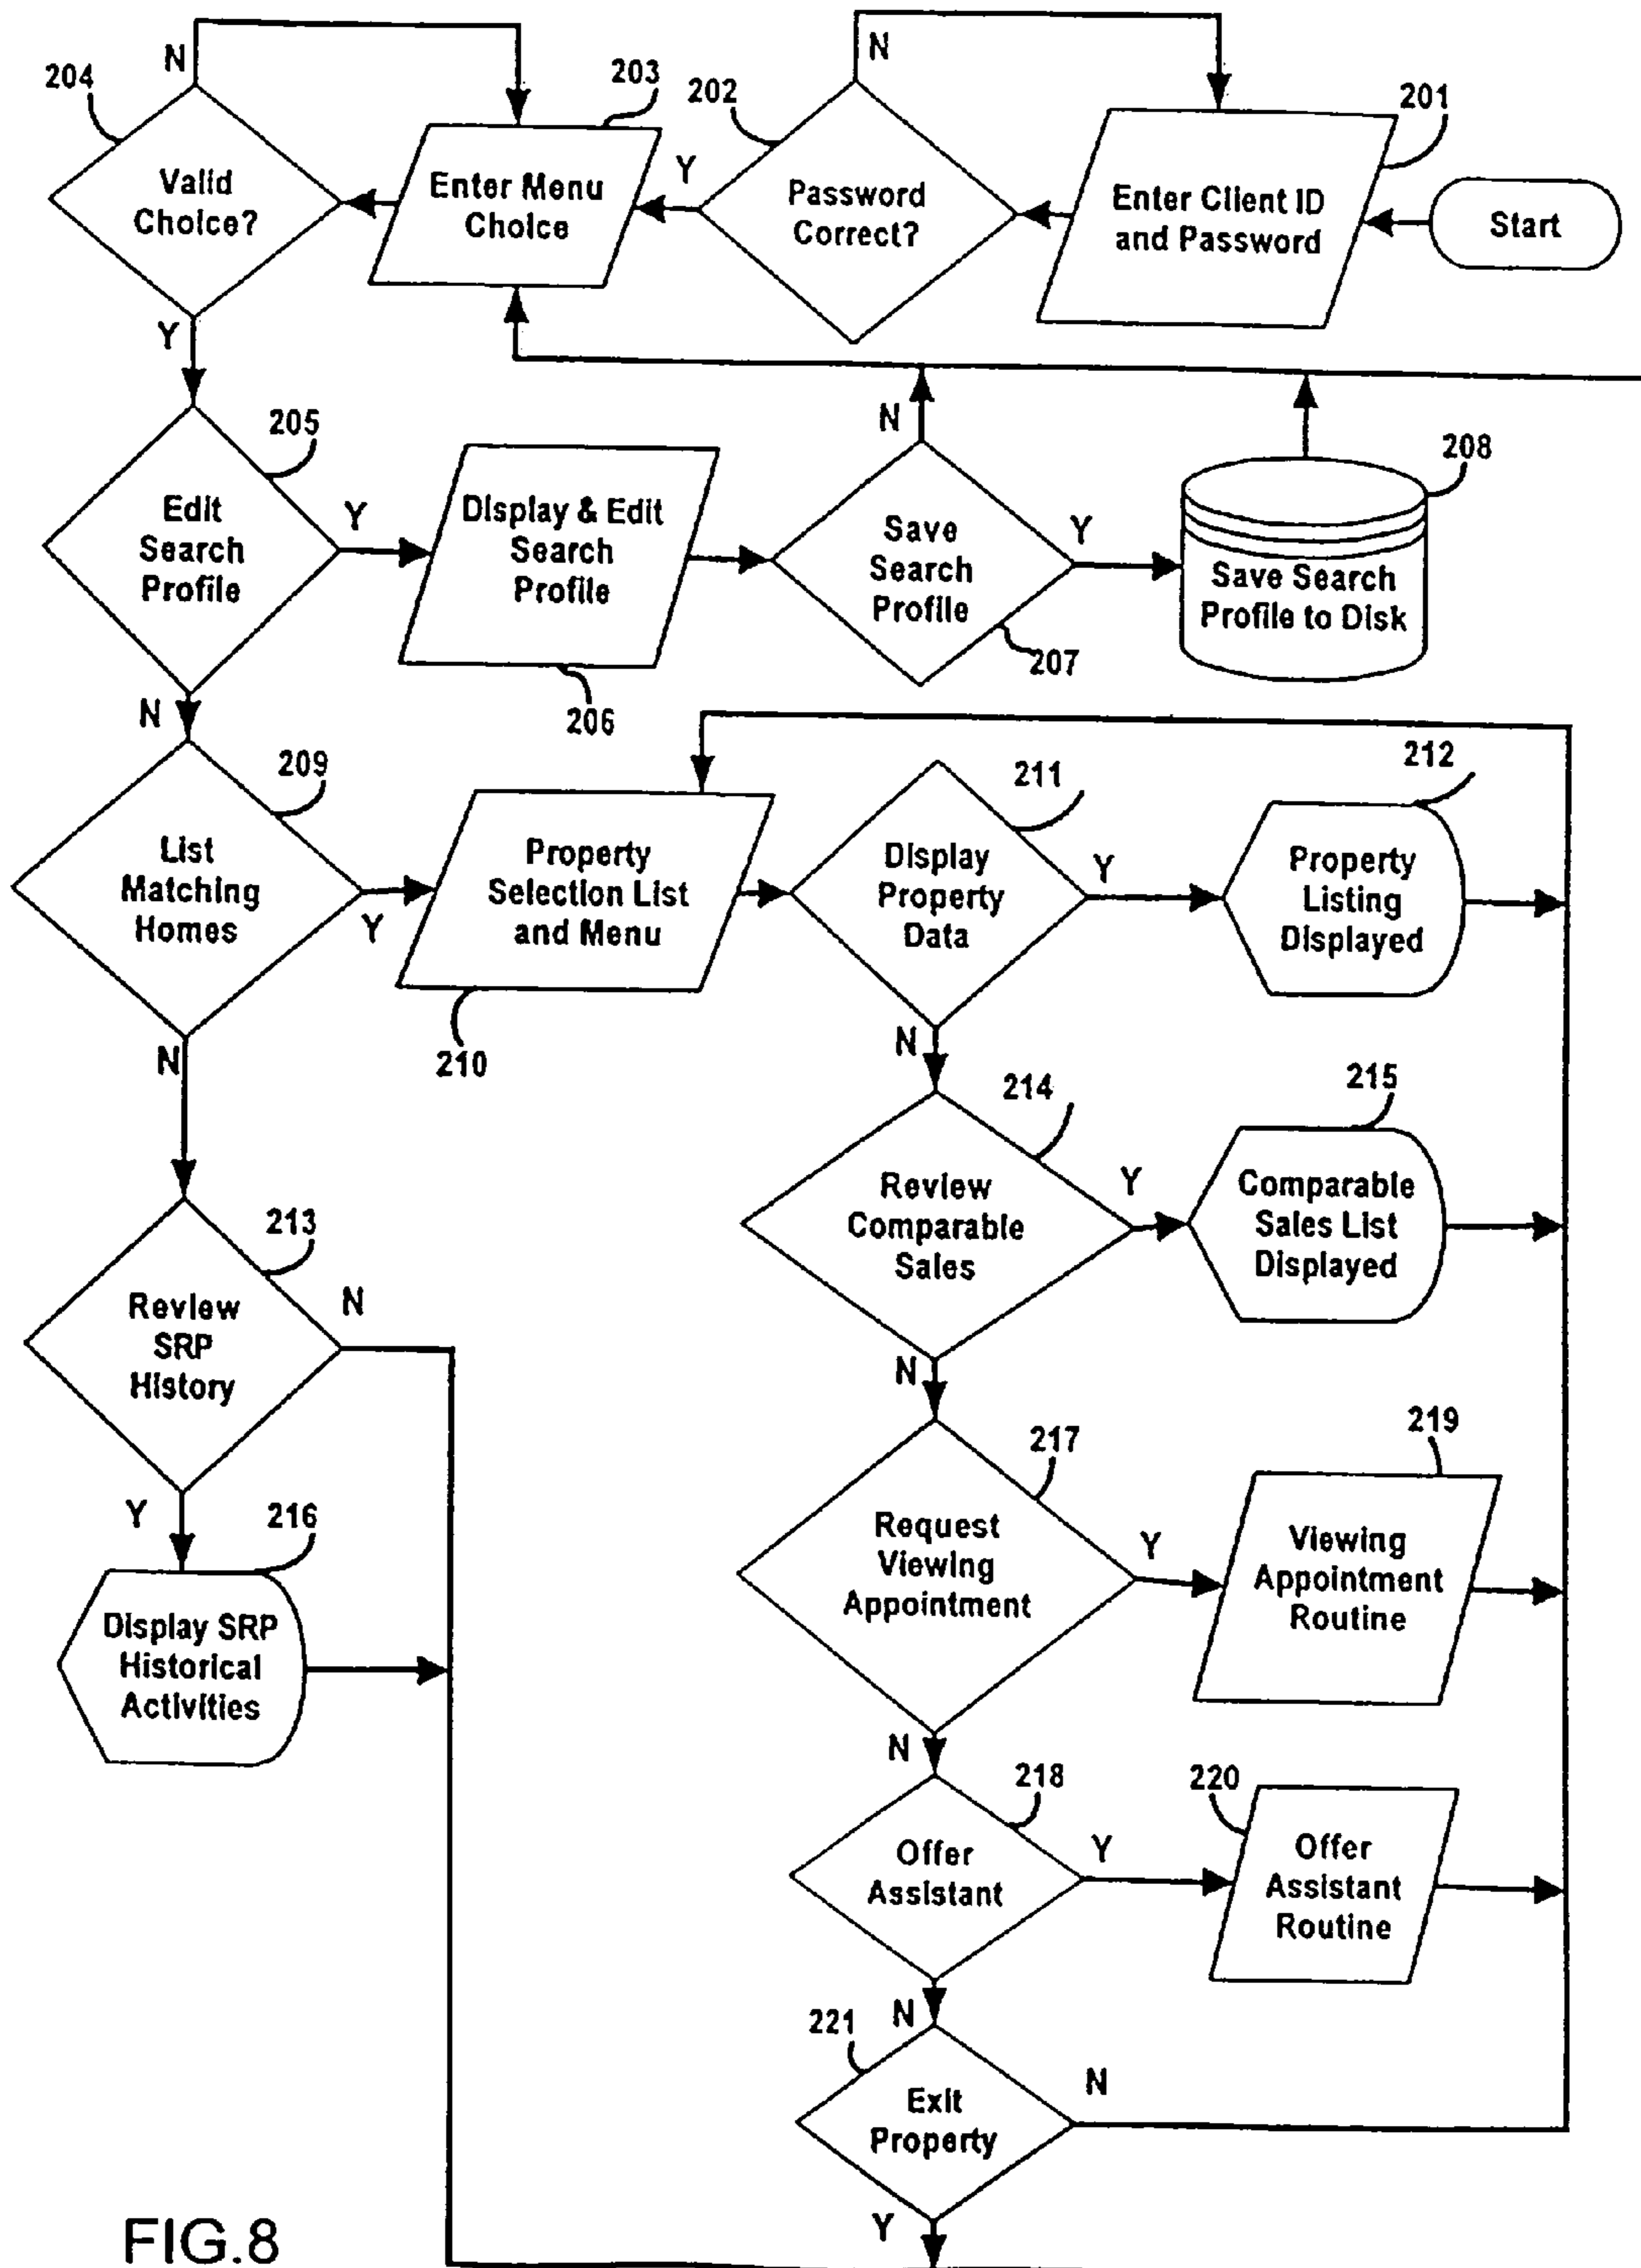 N
N
204
203
202
201
Valid
Choice?
Enter Menu
Choice
Y
Password
Correct?
Enter Client ID
and Password
Start
Y
205
N
208
Edit
Search
Profile
Y
Display & Edit
Search
Profile
Save
Search
Profile
Y
Save Search
Profile to Disk
207
206
N
209
211
212
List
Matching
Homes
Y
Property
Selection List
and Menu
Display
Property
Data
Y
Property
Listing
Displayed
N
210
N
214
215
Review
Comparable
Sales
Y
Comparable
Sales List
Displayed
213
N
Review
SRP
History
N
217
219
Y
216
Request
Viewing
Appointment
Y
Viewing
Appointment
Routine
Display SRP
Historical
Activities
N
218
220
Offer
Assistant
Y
Offer
Assistant
Routine
N
221
Exit
Property
N
Y
FIG.8